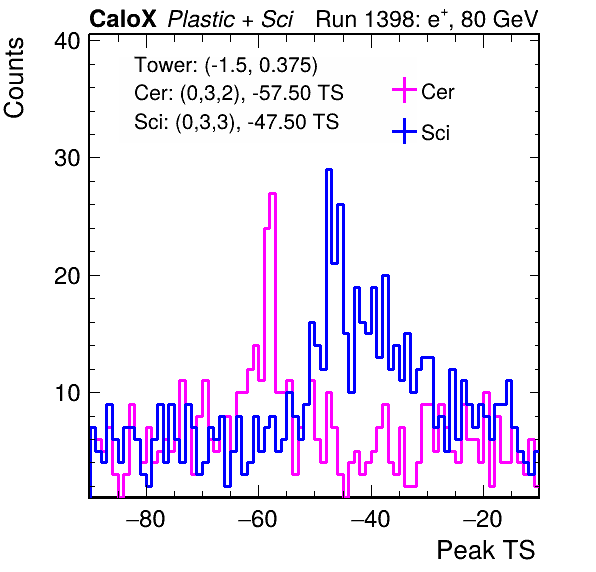 CaloX Plastic + Sci Run 1398: e⁺, 80 GeV
Counts
40
30
20
10
Tower: (-1.5, 0.375)
Cer: (0,3,2), -57.50 TS
Sci: (0,3,3), -47.50 TS
Cer
Sci
−80 −60 −40 −20
Peak TS